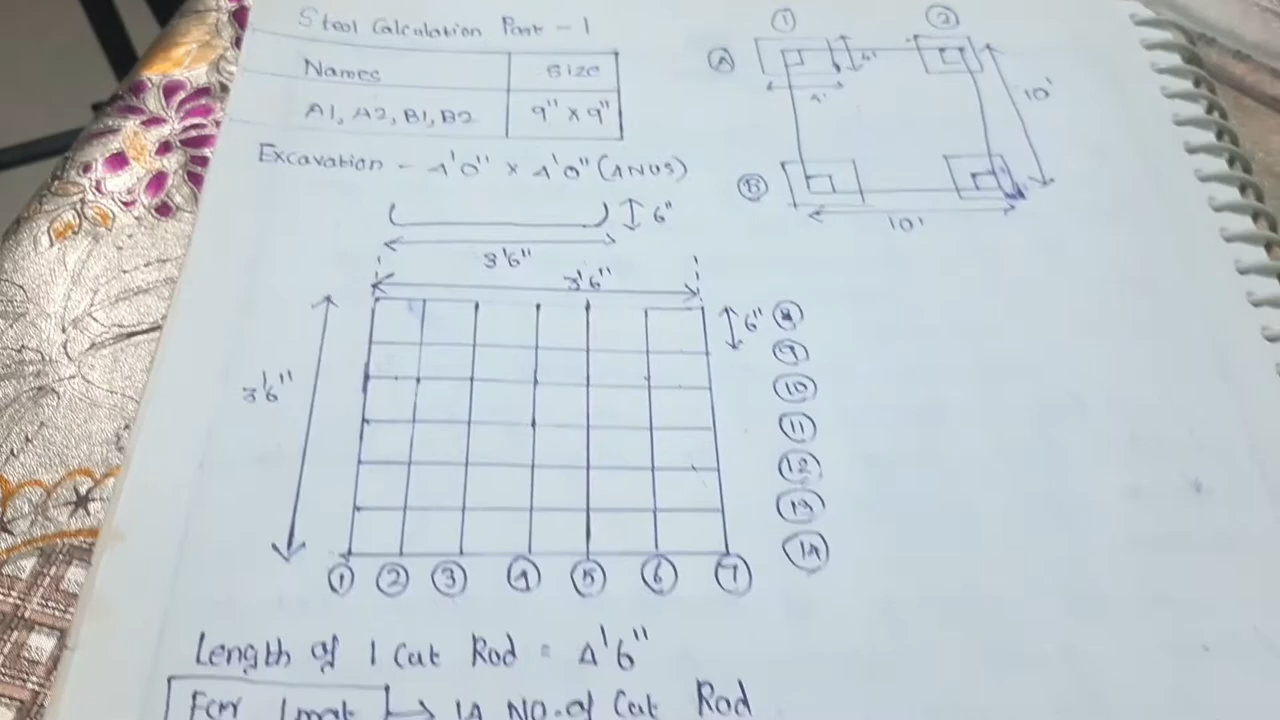 Steel Calculation Part - 1
Names Size
A1, A2, B1, B2 9" x 9"
Excavation - 4'0" x 4'0" (4NOS)
6"
3'6"
3'6"
3'6"
6"
8
9
10
11
12
13
14
1 2 3 4 5 6 7
Length of 1 Cut Rod = 4'6"
For 1mat → 14 NO.of Cut Rod
1 2
A
4'
4'
10'
B
10'